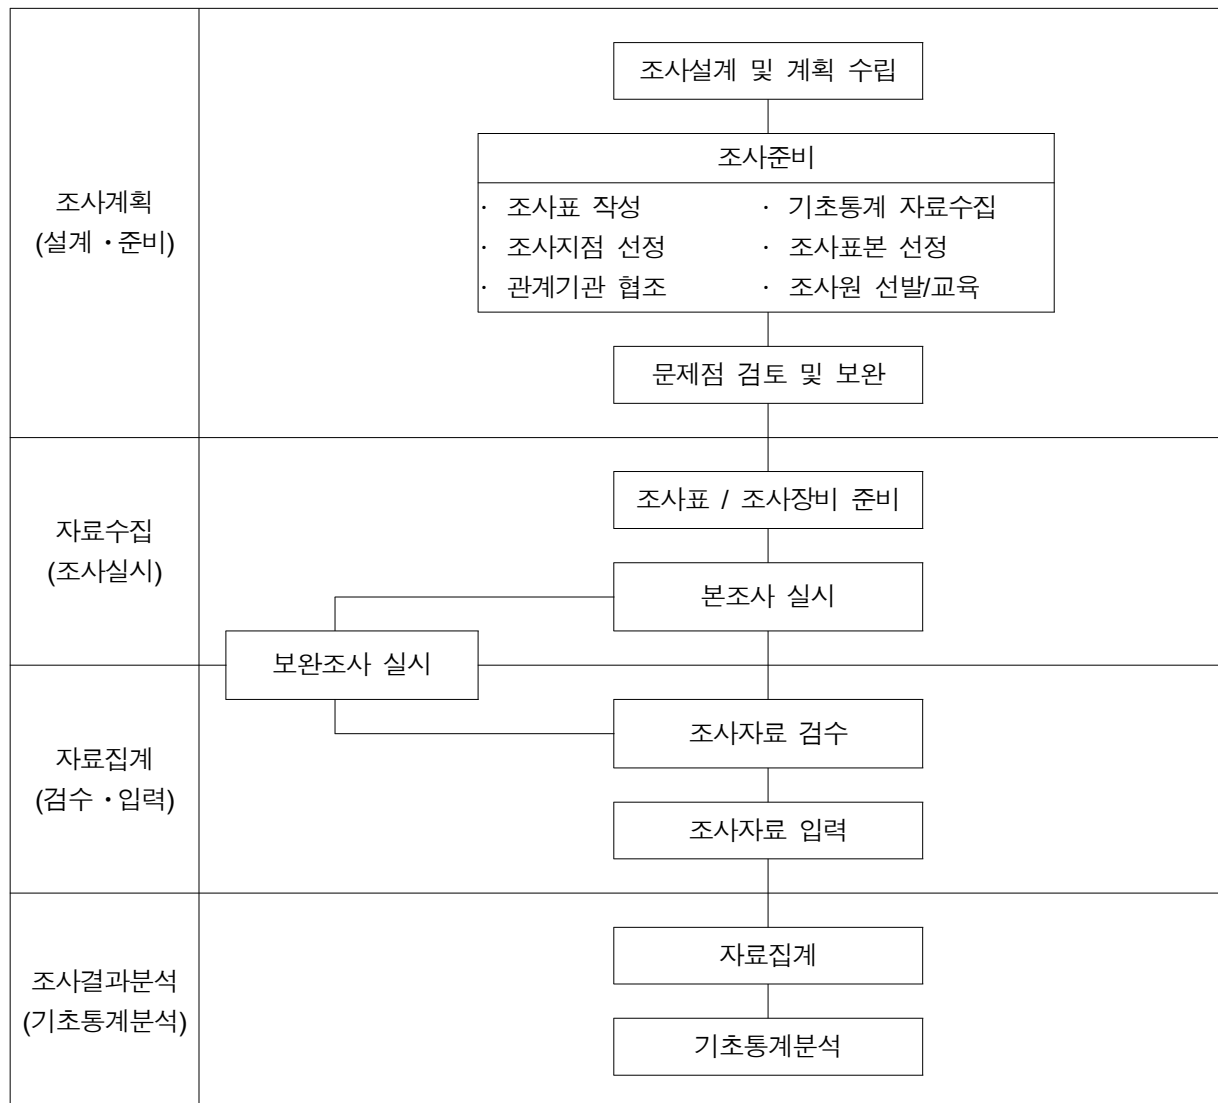 조사계획
(설계・준비)
조사설계 및 계획 수립
조사준비
· 조사표 작성 · 기초통계 자료수집
· 조사지점 선정 · 조사표본 선정
· 관계기관 협조 · 조사원 선발/교육
문제점 검토 및 보완
자료수집
(조사실시)
조사표 / 조사장비 준비
본조사 실시
보완조사 실시
자료집계
(검수・입력)
조사자료 검수
조사자료 입력
조사결과분석
(기초통계분석)
자료집계
기초통계분석